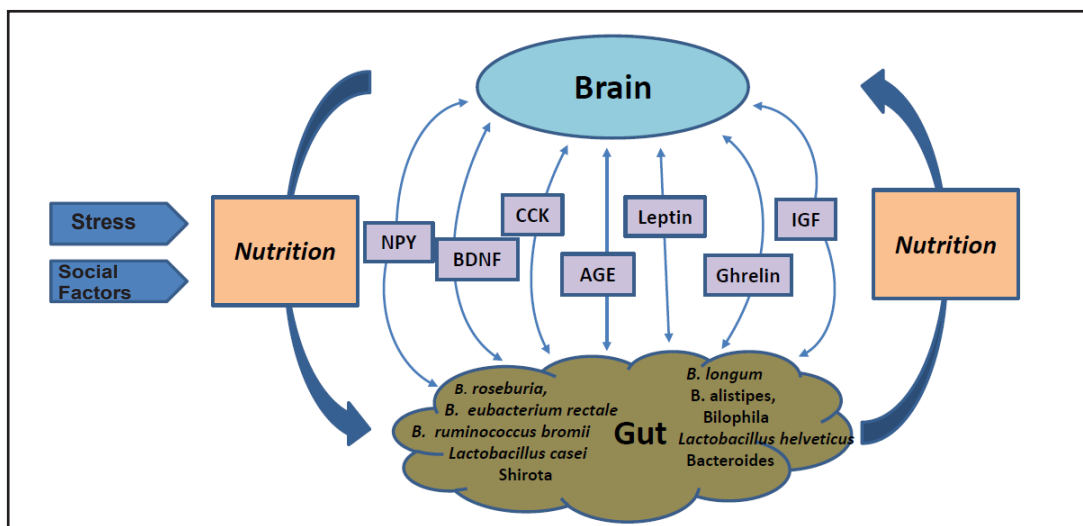 Brain
Stress
Social
Factors
Nutrition
NPY
BDNF
CCK
AGE
Leptin
Ghrelin
IGF
Nutrition
B. roseburia,
B. eubacterium rectale
B. ruminococcus bromii
Lactobacillus casei
Shirota
Gut
B. longum
B. alistipes,
Bilophila
Lactobacillus helveticus
Bacteroides